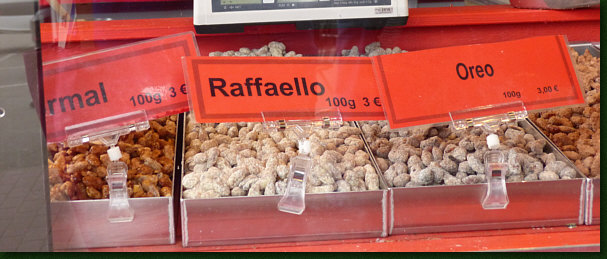 rmal 100g 3 €
Raffaello 100g 3 €
Oreo
100g 3,00 €